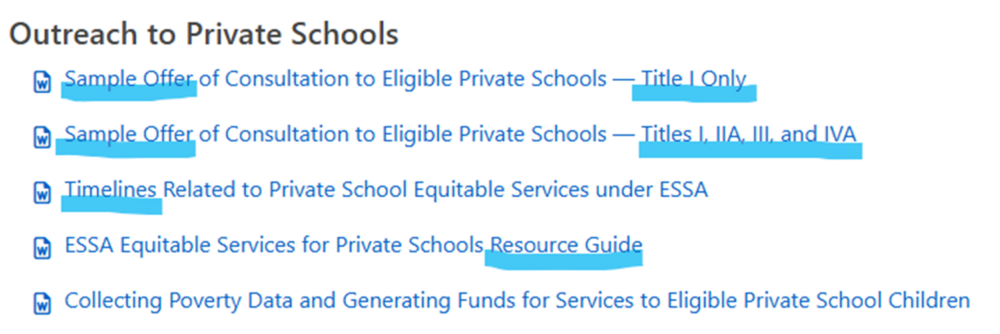 Outreach to Private Schools
Sample Offer of Consultation to Eligible Private Schools — Title I Only
Sample Offer of Consultation to Eligible Private Schools — Titles I, IIA, III, and IVA
Timelines Related to Private School Equitable Services under ESSA
ESSA Equitable Services for Private Schools Resource Guide
Collecting Poverty Data and Generating Funds for Services to Eligible Private School Children